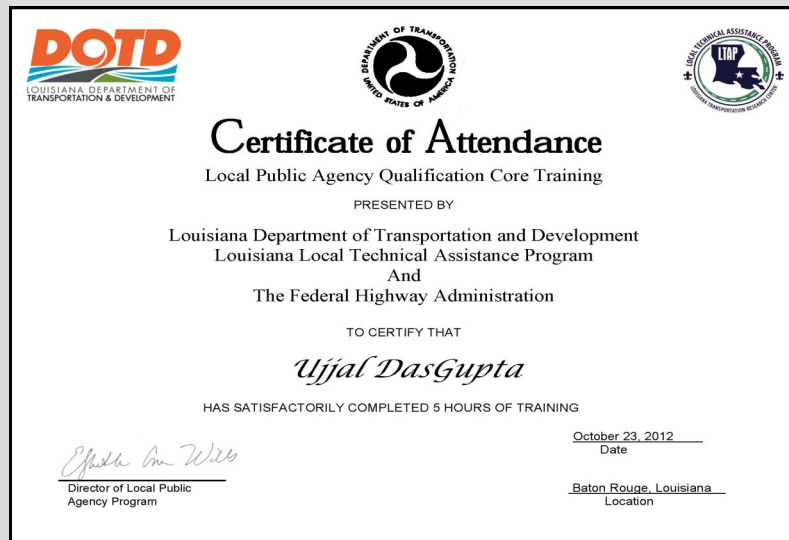 DOTD
LOUISIANA DEPARTMENT OF
TRANSPORTATION & DEVELOPMENT
DEPARTMENT OF TRANSPORTATION
UNITED STATES OF AMERICA
LOCAL TECHNICAL ASSISTANCE PROGRAM
LTAP
LOUISIANA TRANSPORTATION RESEARCH CENTER
Certificate of Attendance
Local Public Agency Qualification Core Training
PRESENTED BY
Louisiana Department of Transportation and Development
Louisiana Local Technical Assistance Program
And
The Federal Highway Administration
TO CERTIFY THAT
Ujjal DasGupta
HAS SATISFACTORILY COMPLETED 5 HOURS OF TRAINING
October 23, 2012
Date
Director of Local Public
Agency Program
Baton Rouge, Louisiana
Location